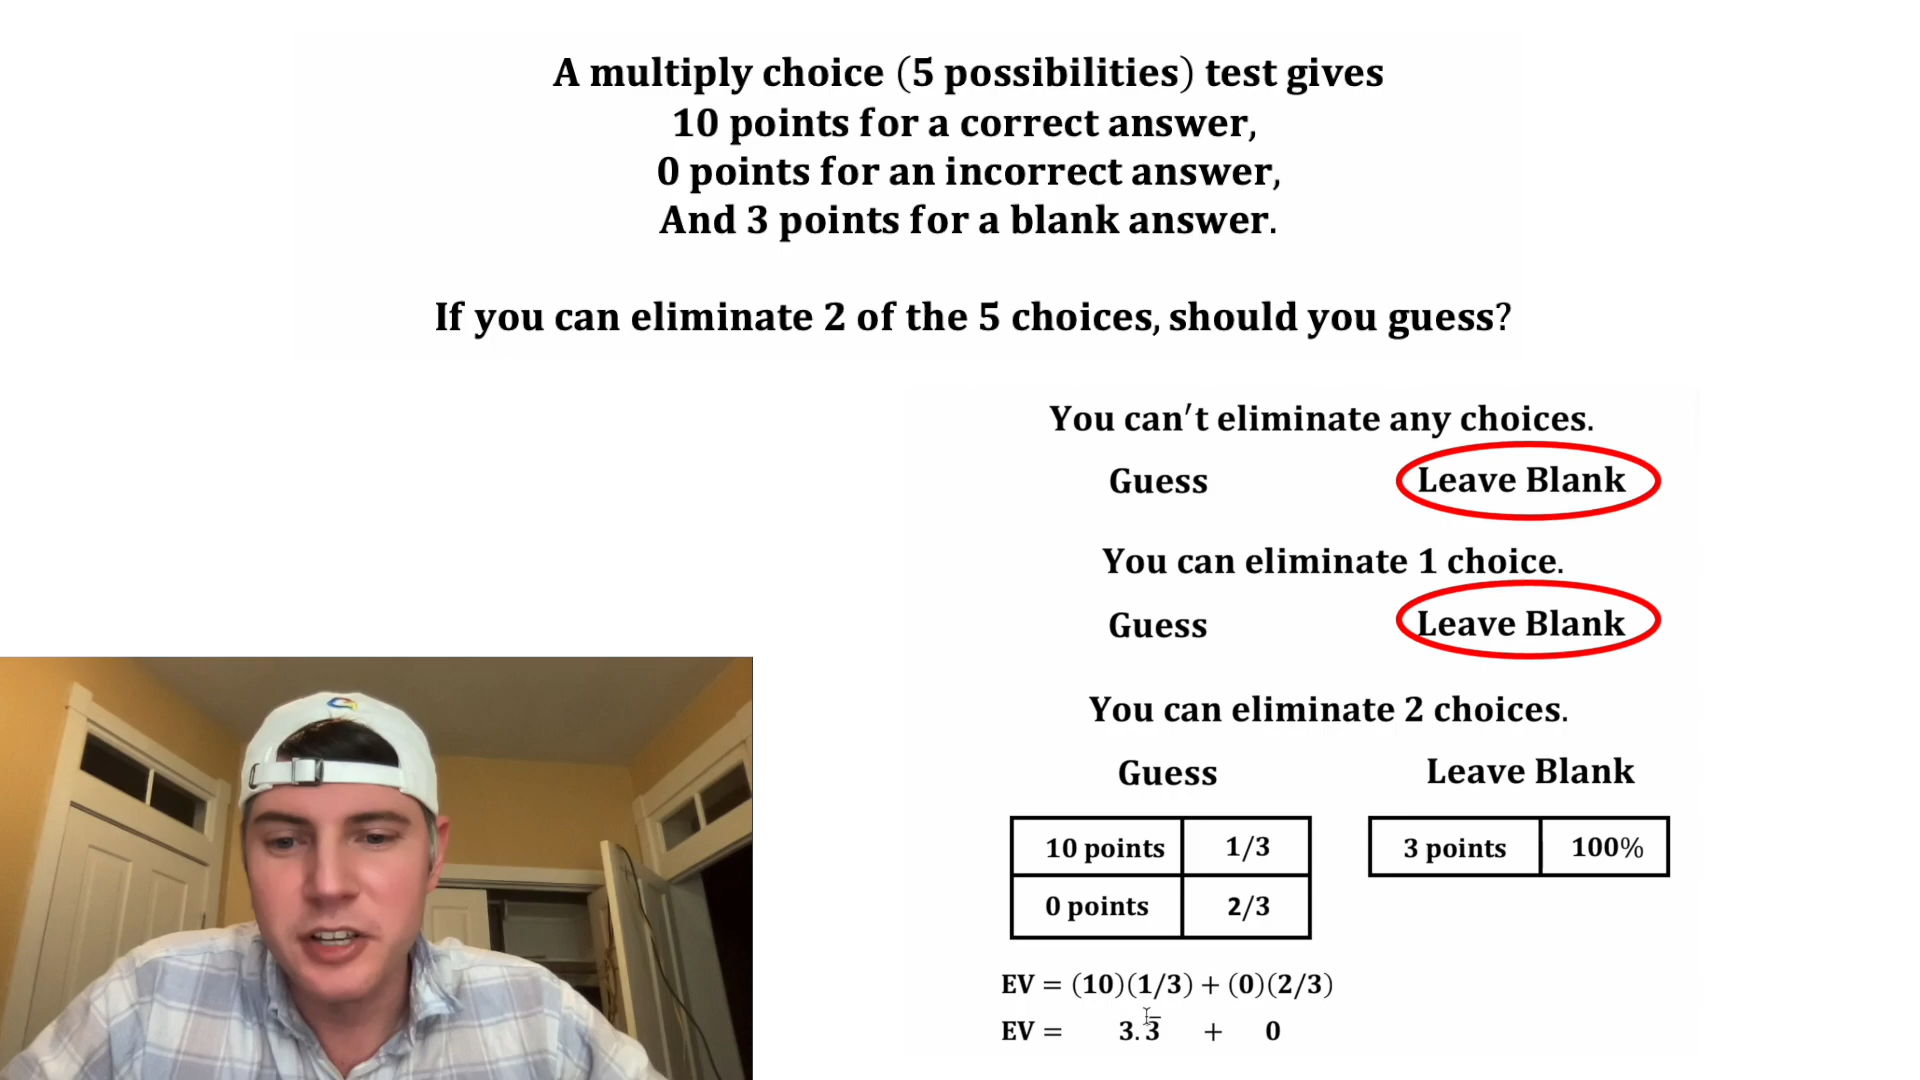 A multiply choice (5 possibilities) test gives
10 points for a correct answer,
0 points for an incorrect answer,
And 3 points for a blank answer.
If you can eliminate 2 of the 5 choices, should you guess?
You can't eliminate any choices.
Guess Leave Blank
You can eliminate 1 choice.
Guess Leave Blank
You can eliminate 2 choices.
Guess Leave Blank
10 points 1/3 3 points 100%
0 points 2/3
EV = (10)(1/3) + (0)(2/3)
EV = 3.3̅ + 0